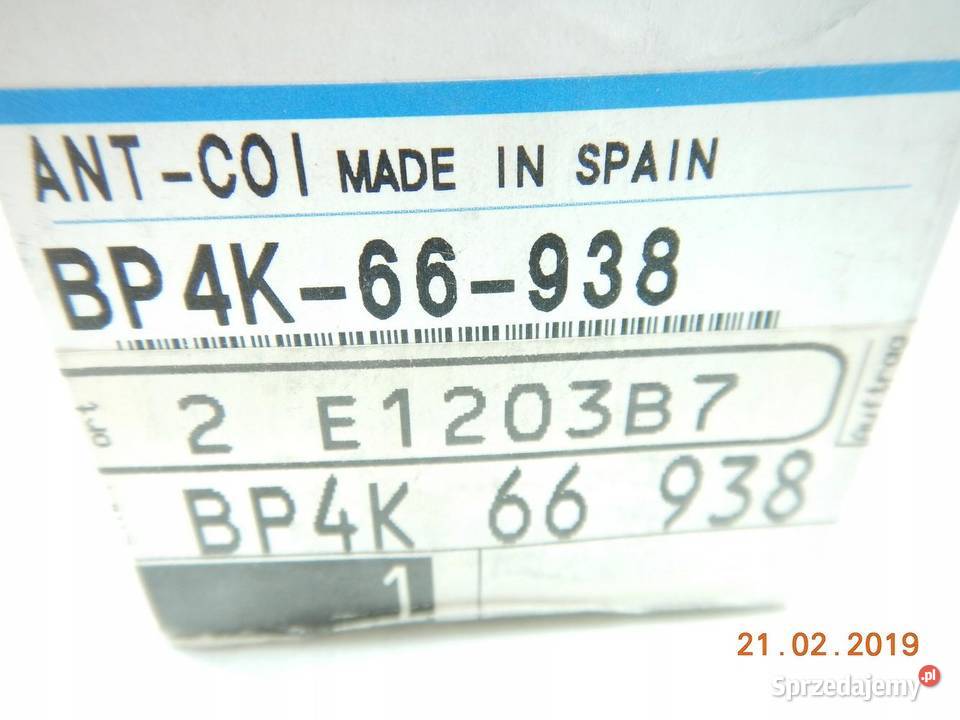 ANT-COI MADE IN SPAIN
BP4K-66-938
2 E1203B7
BP4K 66 938
1
21.02.2019
Sprzedajemy.pl